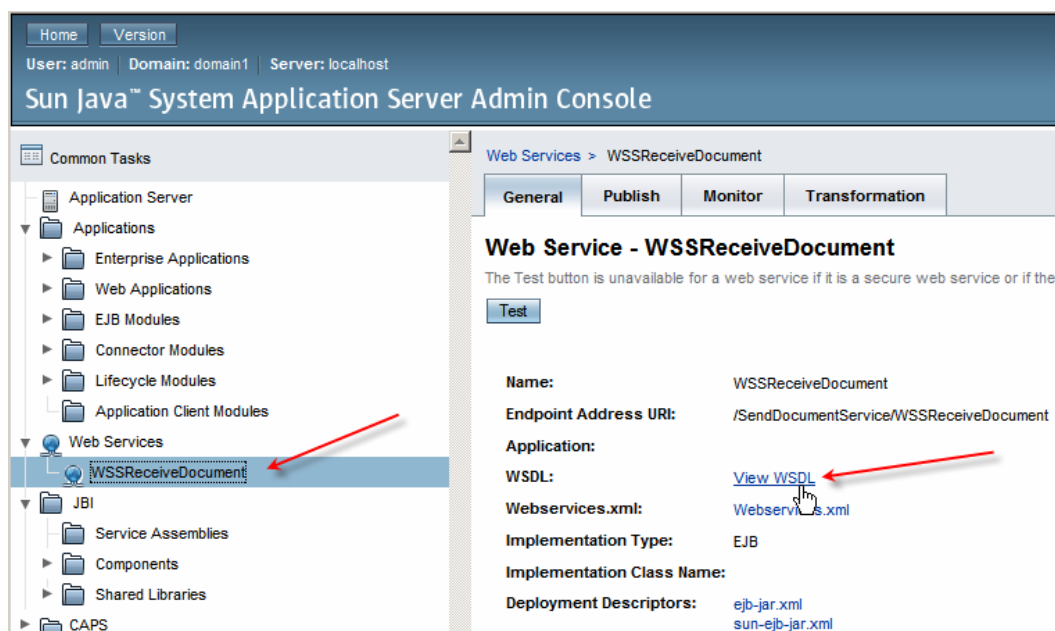 Home Version
User: admin Domain: domain1 Server: localhost
Sun Java™ System Application Server Admin Console
Common Tasks
Application Server
Applications
Enterprise Applications
Web Applications
EJB Modules
Connector Modules
Lifecycle Modules
Application Client Modules
Web Services
WSSReceiveDocument
JBI
Service Assemblies
Components
Shared Libraries
CAPS
Web Services > WSSReceiveDocument
General Publish Monitor Transformation
Web Service - WSSReceiveDocument
The Test button is unavailable for a web service if it is a secure web service or if the
Test
Name: WSSReceiveDocument
Endpoint Address URI: /SendDocumentService/WSSReceiveDocument
Application:
WSDL: View WSDL
Webservices.xml: Webservices.xml
Implementation Type: EJB
Implementation Class Name:
Deployment Descriptors: ejb-jar.xml
sun-ejb-jar.xml